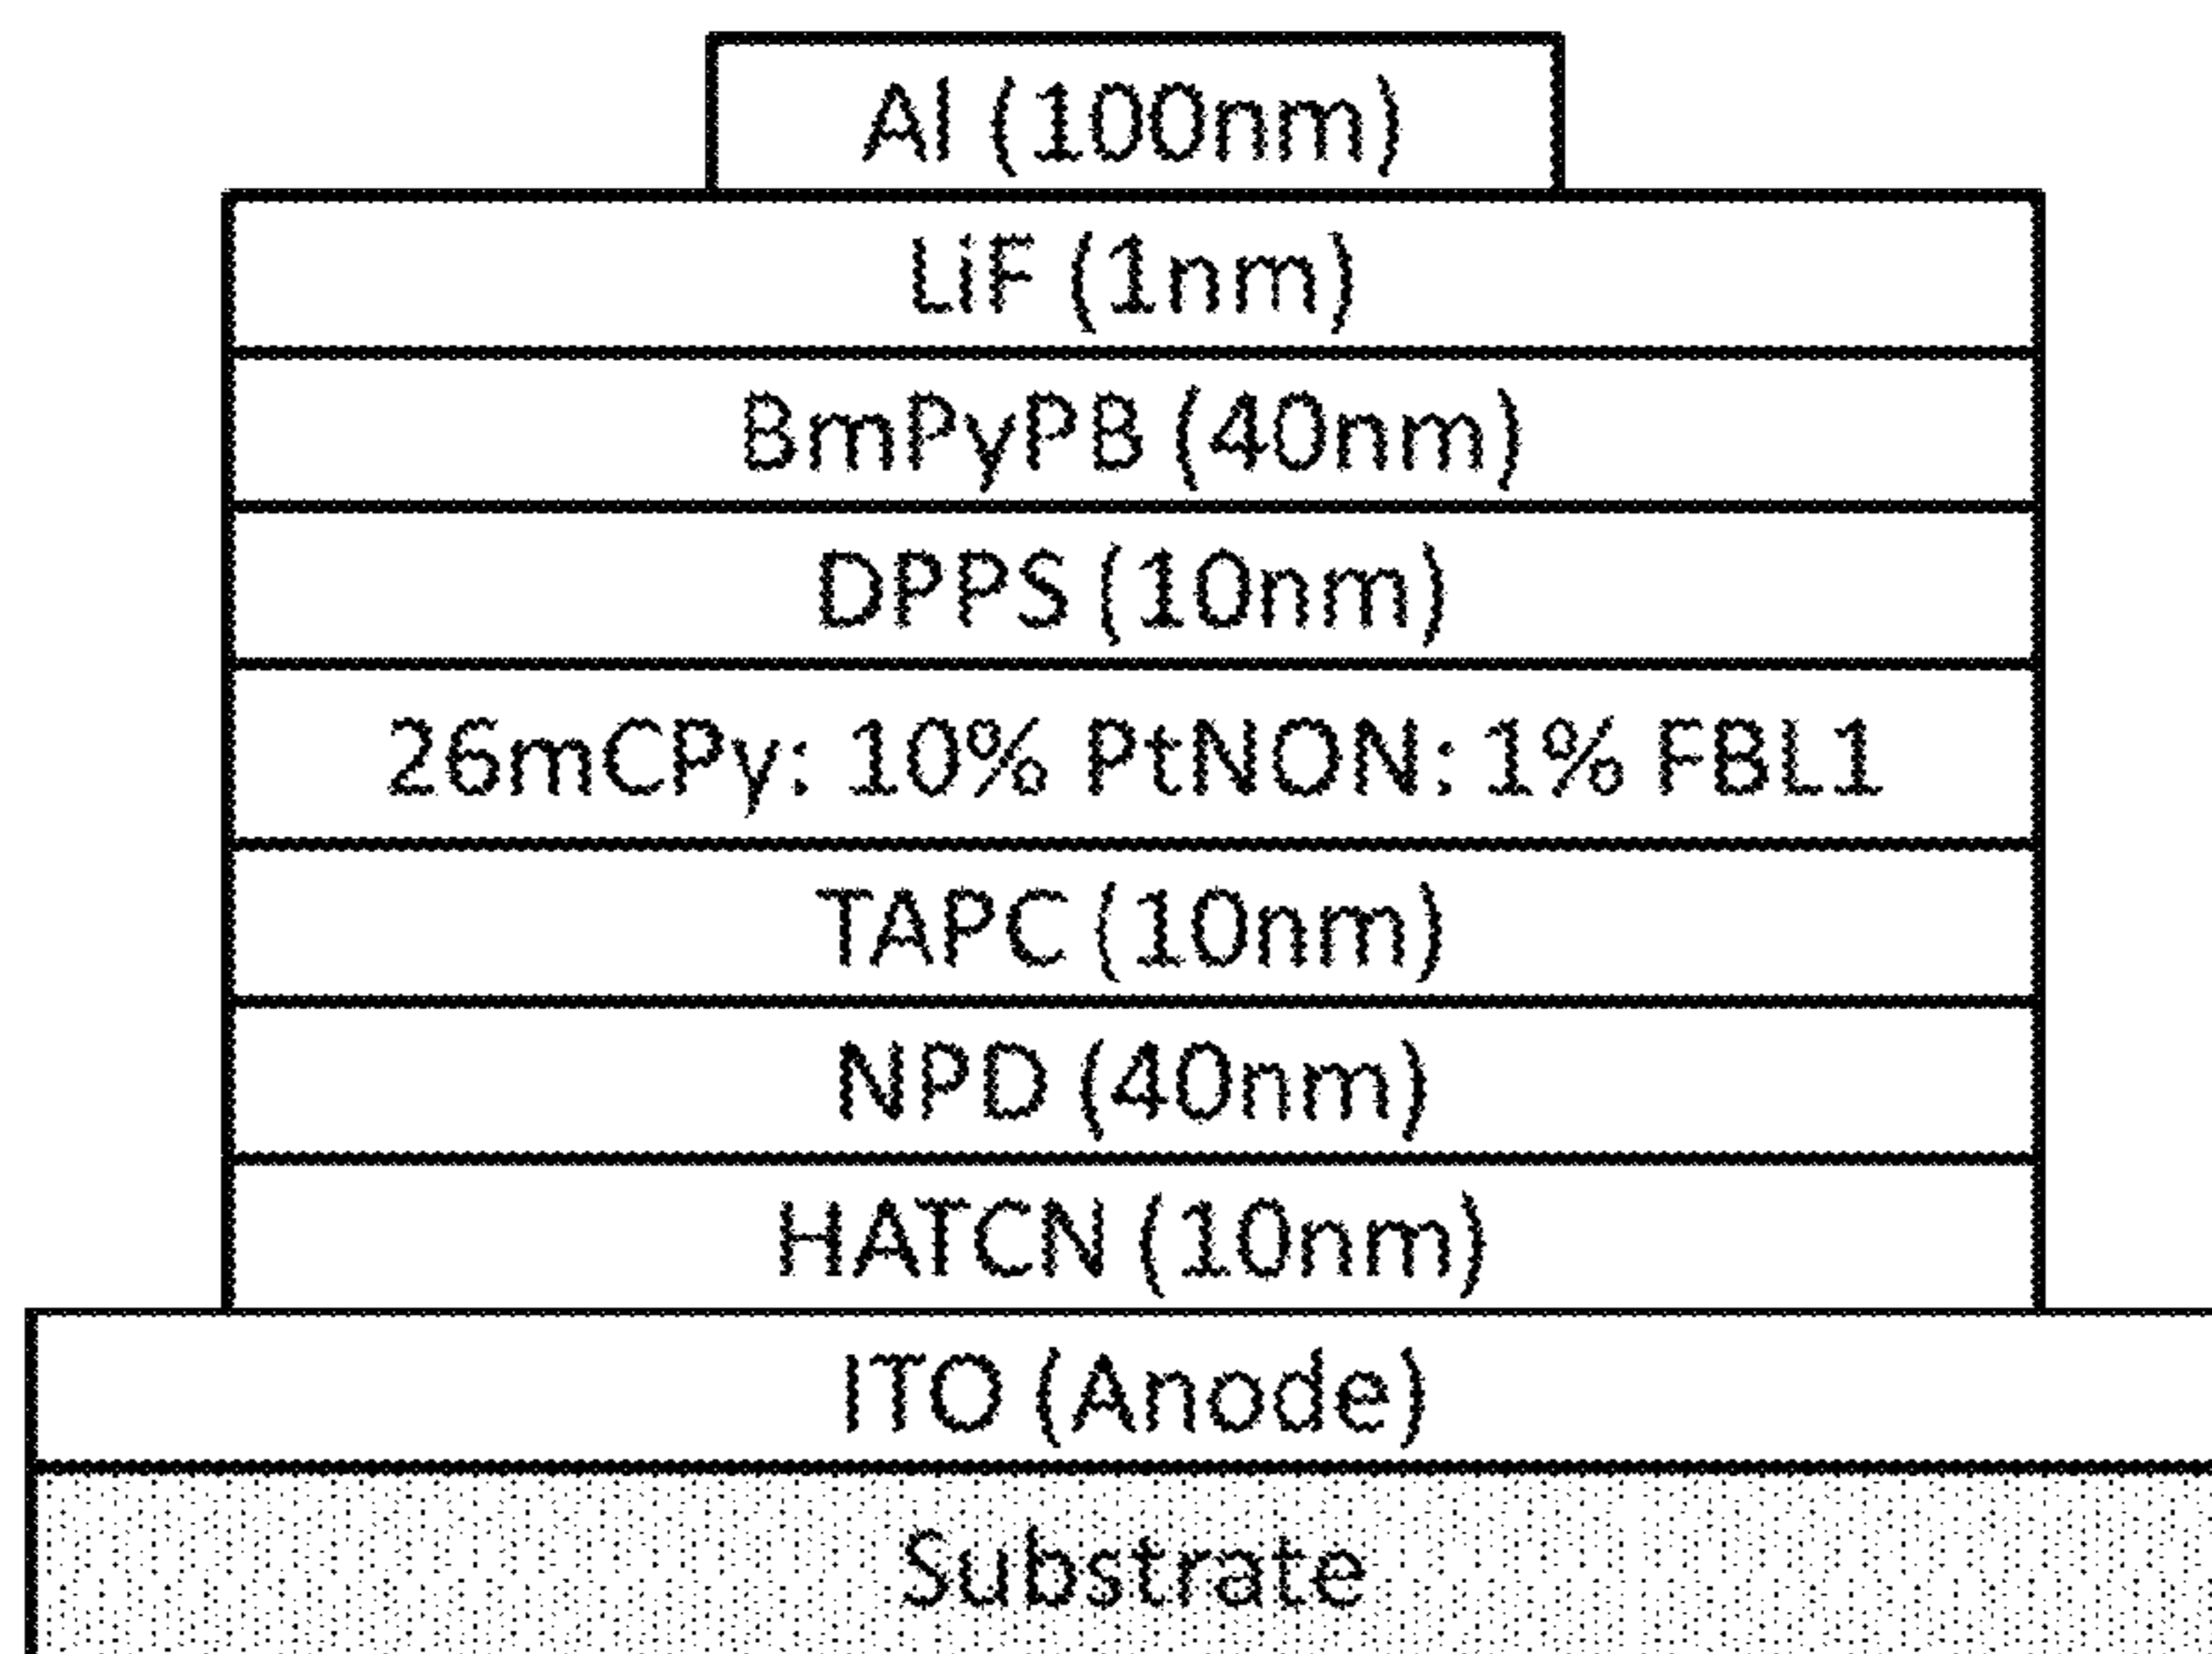 Al (100nm)
LiF (1nm)
BmPyPB (40nm)
DPPS (10nm)
26mCPy: 10% PtNON: 1% FBL1
TAPC (10nm)
NPD (40nm)
HATCN (10nm)
ITO (Anode)
Substrate